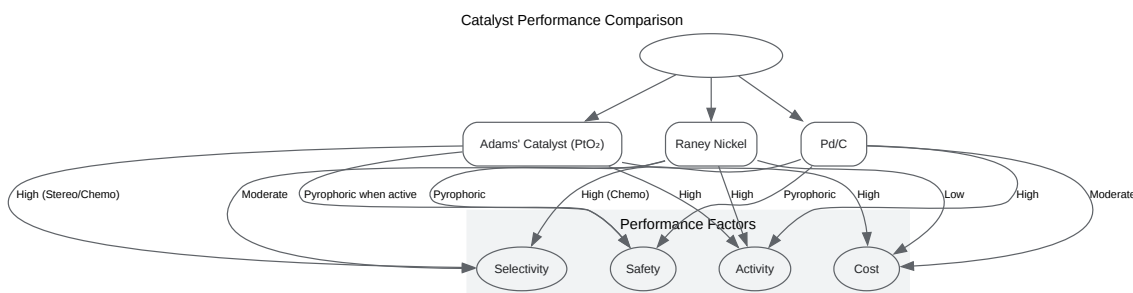 Catalyst Performance Comparison
Adams' Catalyst (PtO₂)
Raney Nickel
Pd/C
High (Stereo/Chemo)
Moderate
Pyrophoric when active
Pyrophoric
High (Chemo)
High
High
Pyrophoric
High
Low
High
Moderate
Performance Factors
Selectivity
Safety
Activity
Cost